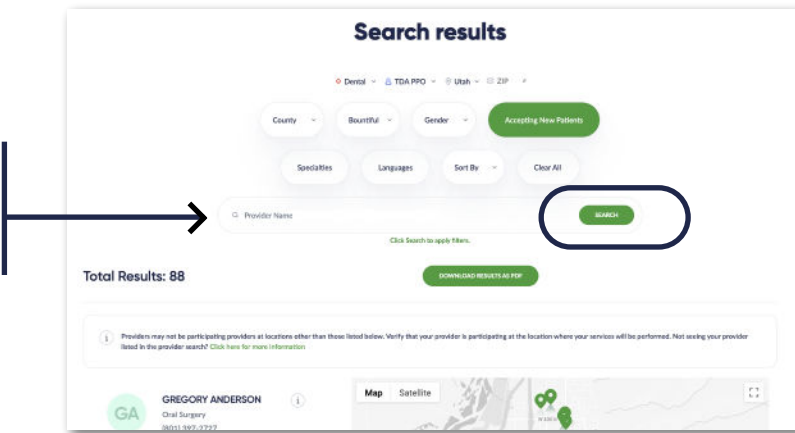 Search results
Dental TDA PPO Utah ZIP
County Bountiful Gender Accepting New Patients
Specialties Languages Sort By Clear All
Provider Name SEARCH
Click Search to apply filters.
Total Results: 88 DOWNLOAD RESULTS AS PDF
Providers may not be participating providers at locations other than those listed below. Verify that your provider is participating at the location where your services will be performed. Not seeing your provider
listed in the provider search? Click here for more information
GA GREGORY ANDERSON
Oral Surgery
(801) 397-2727
Map Satellite